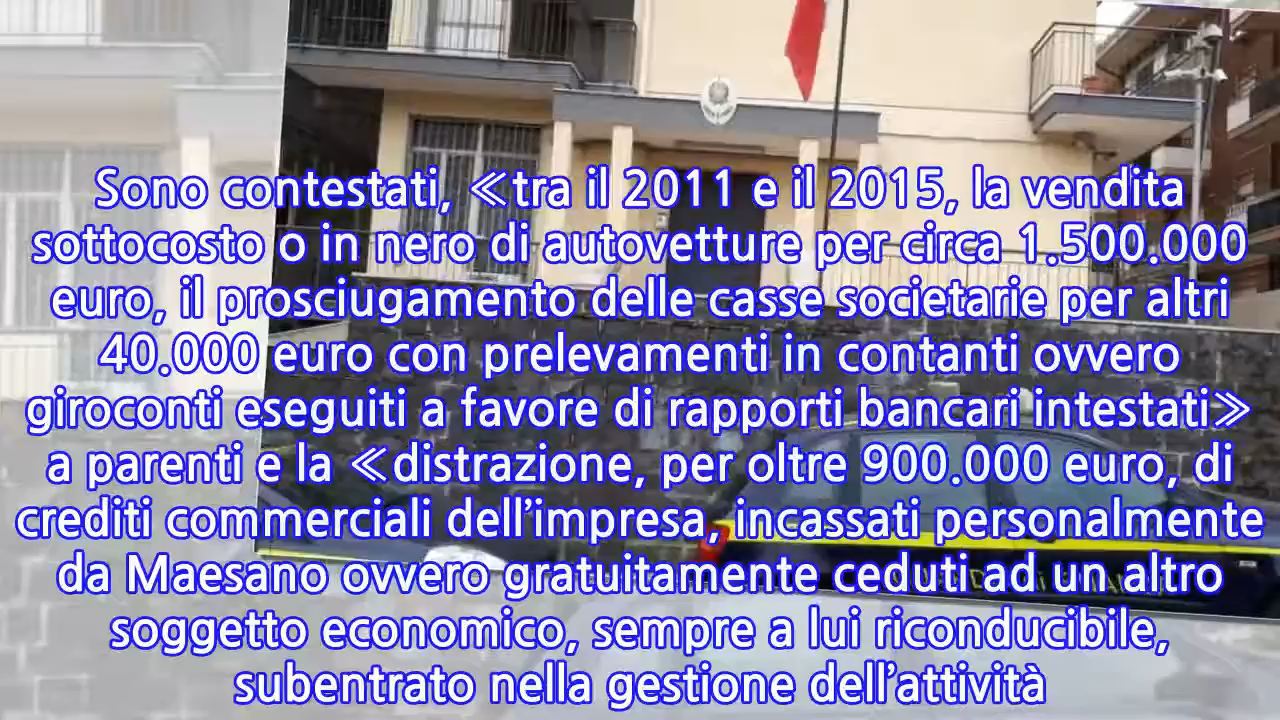 Sono contestati, ≪tra il 2011 e il 2015, la vendita
sottocosto o in nero di autovetture per circa 1.500.000
euro, il prosciugamento delle casse societarie per altri
40.000 euro con prelevamenti in contanti ovvero
giroconti eseguiti a favore di rapporti bancari intestati≫
a parenti e la ≪distrazione, per oltre 900.000 euro, di
crediti commerciali dell’impresa, incassati personalmente
da Maesano ovvero gratuitamente ceduti ad un altro
soggetto economico, sempre a lui riconducibile,
subentrato nella gestione dell’attività